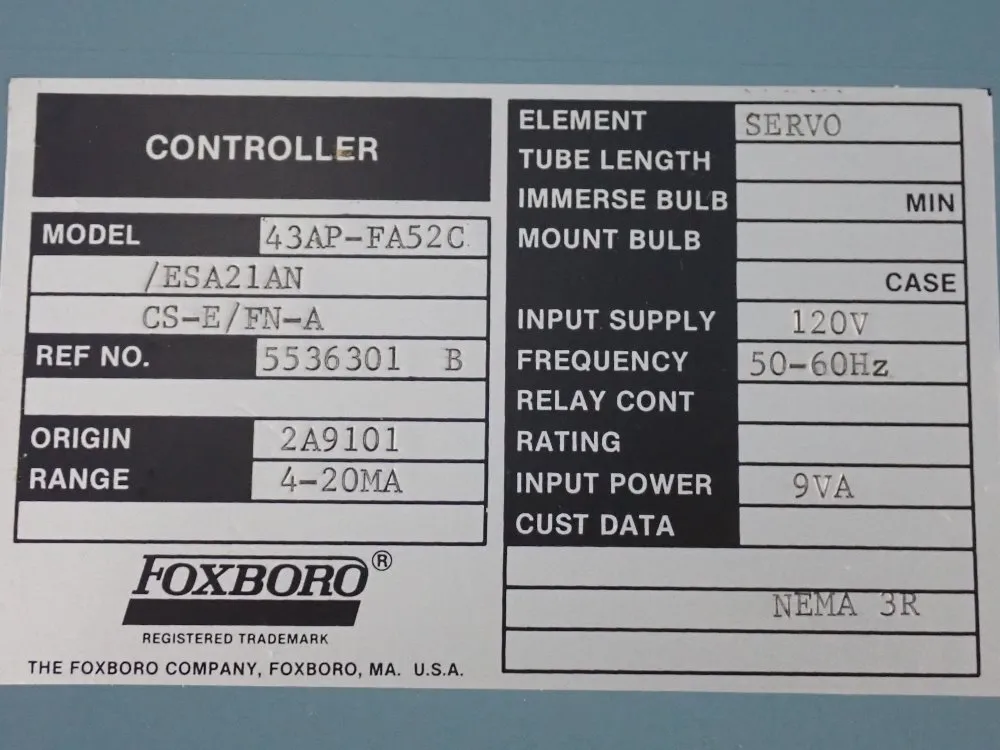 CONTROLLER
MODEL 43AP-FA52C
/ESA21AN
CS-E/FN-A
REF NO. 5536301 B
ORIGIN 2A9101
RANGE 4-20MA
FOXBORO®
REGISTERED TRADEMARK
THE FOXBORO COMPANY, FOXBORO, MA. U.S.A.
ELEMENT SERVO
TUBE LENGTH
IMMERSE BULB MIN
MOUNT BULB
CASE
INPUT SUPPLY 120V
FREQUENCY 50-60Hz
RELAY CONT
RATING
INPUT POWER 9VA
CUST DATA
NEMA 3R